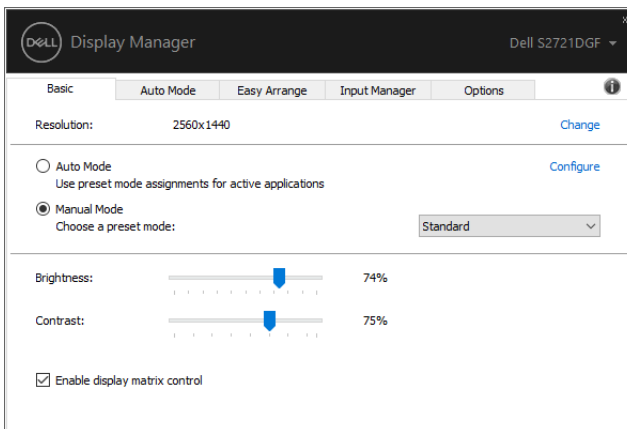 DELL Display Manager
Dell S2721DGF
Basic Auto Mode Easy Arrange Input Manager Options
Resolution: 2560x1440 Change
Auto Mode Configure
Use preset mode assignments for active applications
Manual Mode
Choose a preset mode: Standard
Brightness: 74%
Contrast: 75%
Enable display matrix control